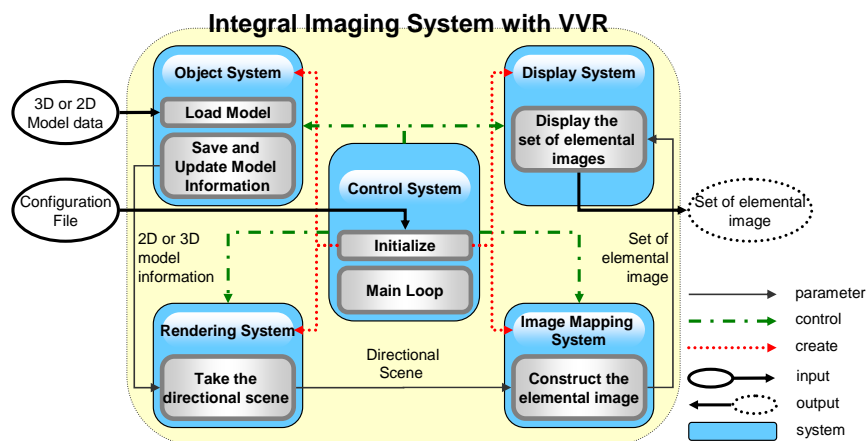 Integral Imaging System with VVR
Object System
Display System
3D or 2D
Model data
Load Model
Save and
Update Model
Information
Display the
set of elemental
images
Control System
Configuration
File
Set of elemental
image
Initialize
Main Loop
2D or 3D
model
information
Set of
elemental
image
Rendering System
Take the
directional scene
Directional
Scene
Image Mapping
System
Construct the
elemental image
parameter
control
create
input
output
system